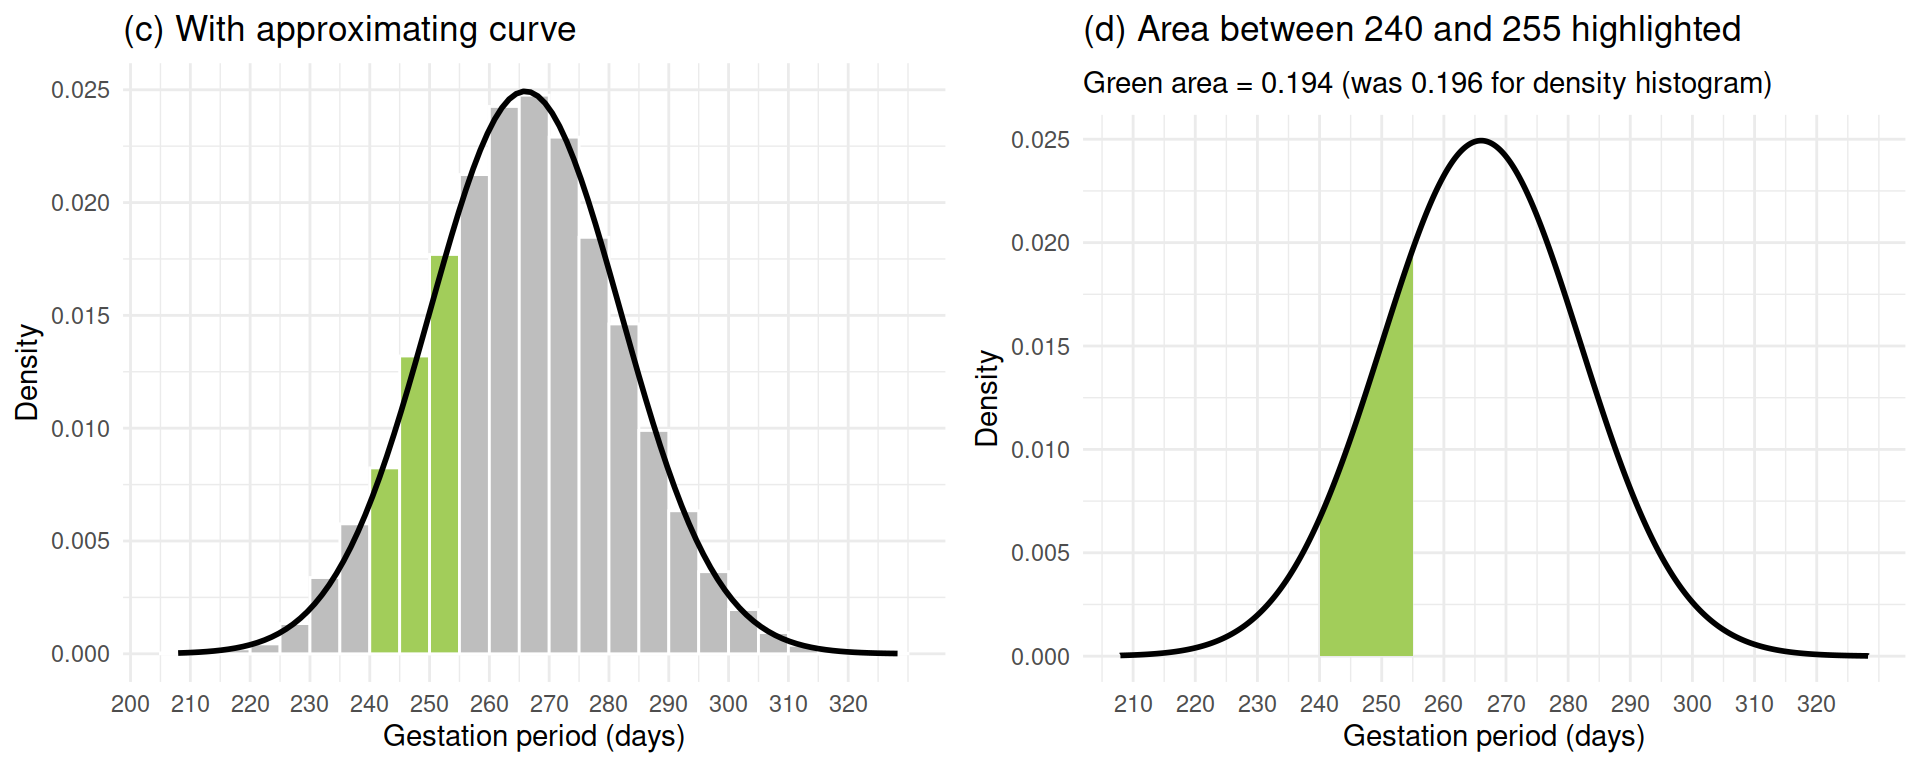 (c) With approximating curve
0.025
0.020
0.015
0.010
0.005
0.000
Density
200 210 220 230 240 250 260 270 280 290 300 310 320
Gestation period (days)
(d) Area between 240 and 255 highlighted
Green area = 0.194 (was 0.196 for density histogram)
0.025
0.020
0.015
0.010
0.005
0.000
Density
210 220 230 240 250 260 270 280 290 300 310 320
Gestation period (days)